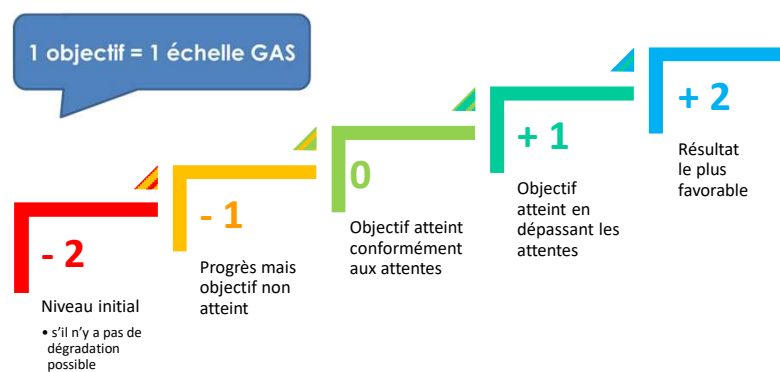 1 objectif = 1 échelle GAS
- 2
Niveau initial
• s’il n’y a pas de
dégradation
possible
- 1
Progrès mais
objectif non
atteint
0
Objectif atteint
conformément
aux attentes
+ 1
Objectif
atteint en
dépassant les
attentes
+ 2
Résultat
le plus
favorable